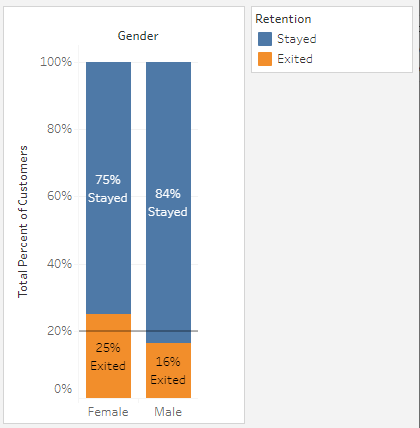 Gender
Retention
Stayed
Exited
Total Percent of Customers
100%
80%
60%
40%
20%
0%
75%
Stayed
84%
Stayed
25%
Exited
16%
Exited
Female
Male